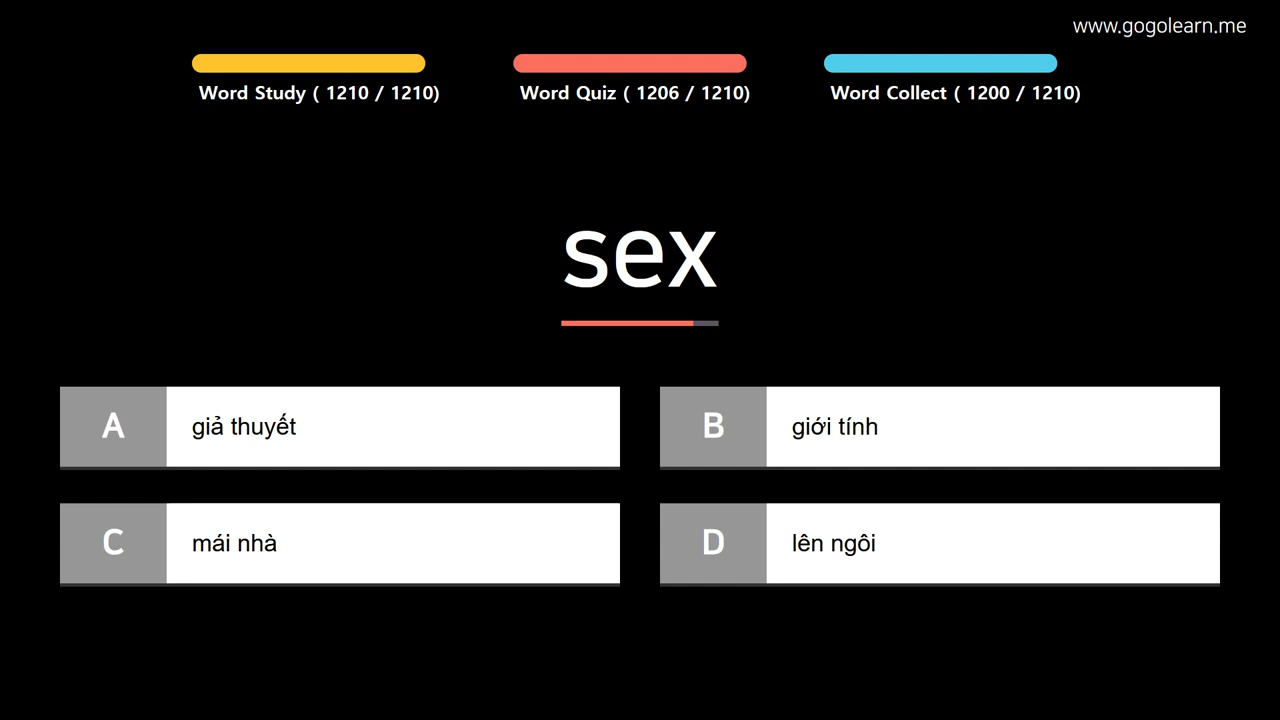 www.gogolearn.me
Word Study ( 1210 / 1210)
Word Quiz ( 1206 / 1210)
Word Collect ( 1200 / 1210)
sex
A giả thuyết
B giới tính
C mái nhà
D lên ngôi